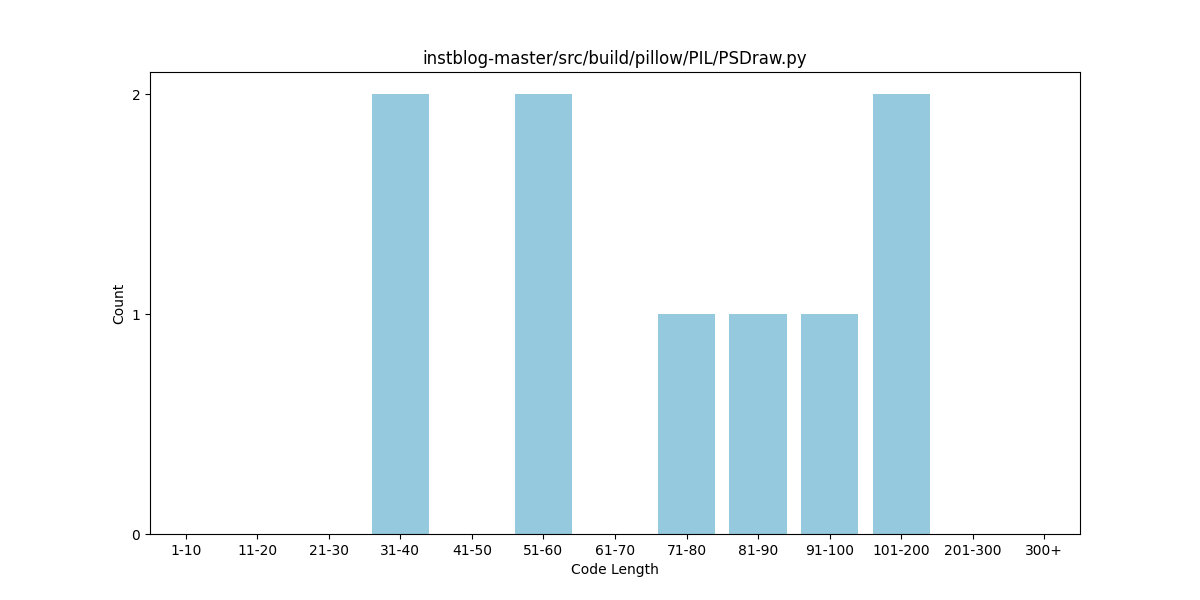 instblog-master/src/build/pillow/PIL/PSDraw.py
2
1
0
Count
1-10 11-20 21-30 31-40 41-50 51-60 61-70 71-80 81-90 91-100 101-200 201-300 300+
Code Length